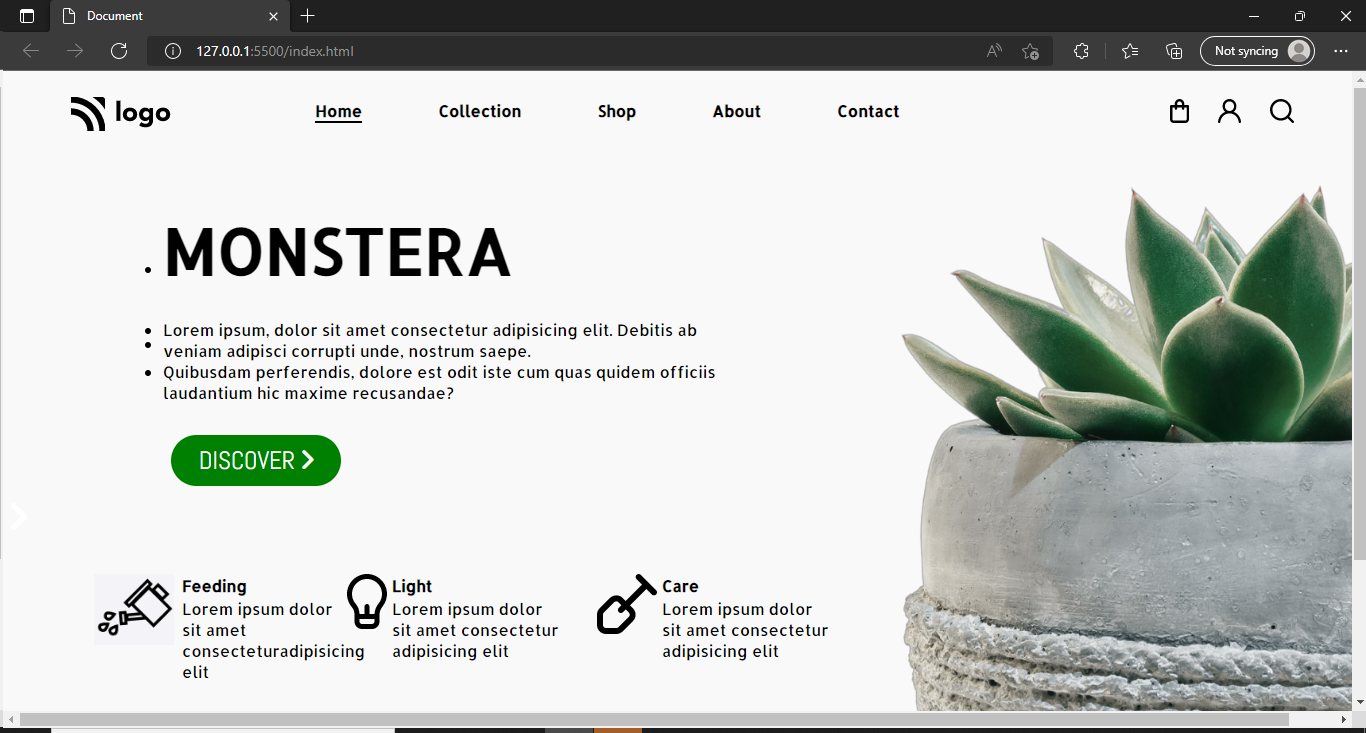 Document
127.0.0.1:5500/index.html
Not syncing
logo
Home Collection Shop About Contact
MONSTERA
Lorem ipsum, dolor sit amet consectetur adipisicing elit. Debitis ab
veniam adipisci corrupti unde, nostrum saepe.
Quibusdam perferendis, dolore est odit iste cum quas quidem officiis
laudantium hic maxime recusandae?
DISCOVER
Feeding
Lorem ipsum dolor
sit amet
consecteturadipisicing
elit
Light
Lorem ipsum dolor
sit amet consectetur
adipisicing elit
Care
Lorem ipsum dolor
sit amet consectetur
adipisicing elit